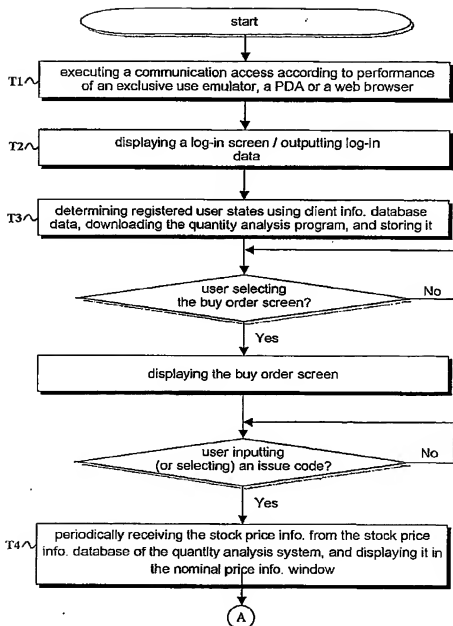 start
T1
executing a communication access according to performance
of an exclusive use emulator, a PDA or a web browser
T2
displaying a log-in screen / outputting log-in
data
T3
determining registered user states using client info. database
data, downloading the quantity analysis program, and storing it
user selecting
the buy order screen?
No
Yes
displaying the buy order screen
user inputting
(or selecting) an issue code?
No
Yes
T4
periodically receiving the stock price info. from the stock price
info. database of the quantity analysis system, and displaying it in
the nominal price info. window
A